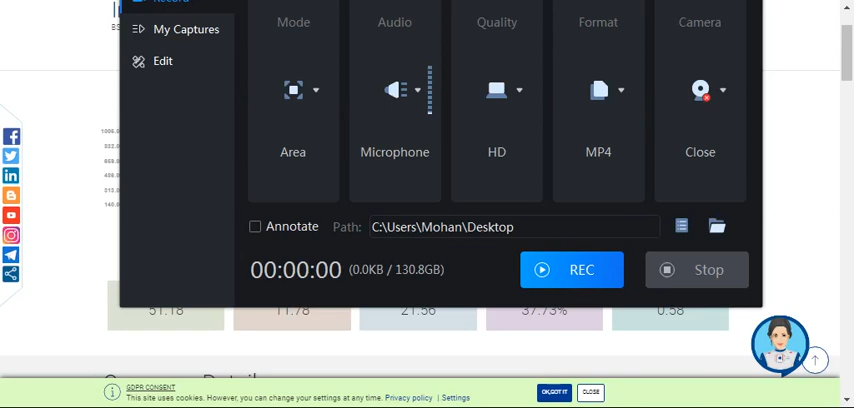 Record
My Captures
Edit
Mode
Audio
Quality
Format
Camera
Area
Microphone
HD
MP4
Close
Annotate
Path:
C:\Users\Mohan\Desktop
00:00:00
(0.0KB / 130.8GB)
REC
Stop
51.18
11.78
21.56
37.73%
0.58
GDPR CONSENT
This site uses cookies. However, you can change your settings at any time. Privacy policy | Settings
OK,GOT IT
CLOSE